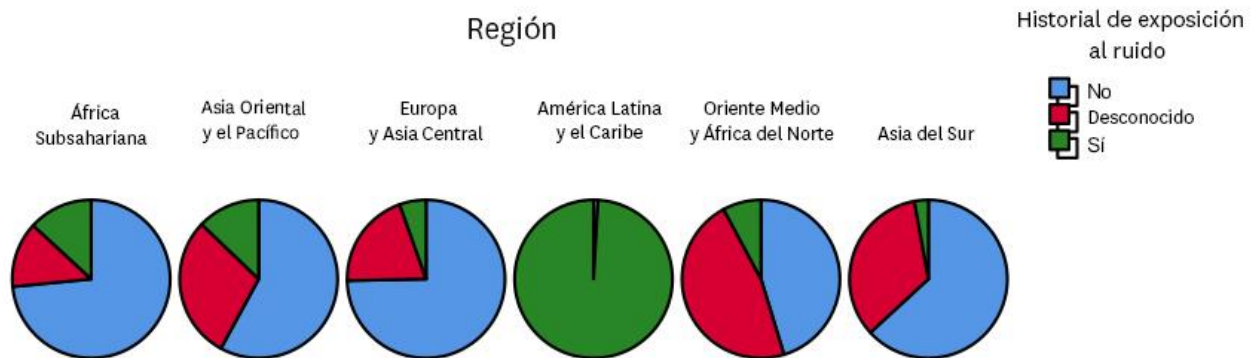 Región
Historial de exposición
al ruido
No
Desconocido
Sí
África
Subsahariana
Asia Oriental
y el Pacífico
Europa
y Asia Central
América Latina
y el Caribe
Oriente Medio
y África del Norte
Asia del Sur